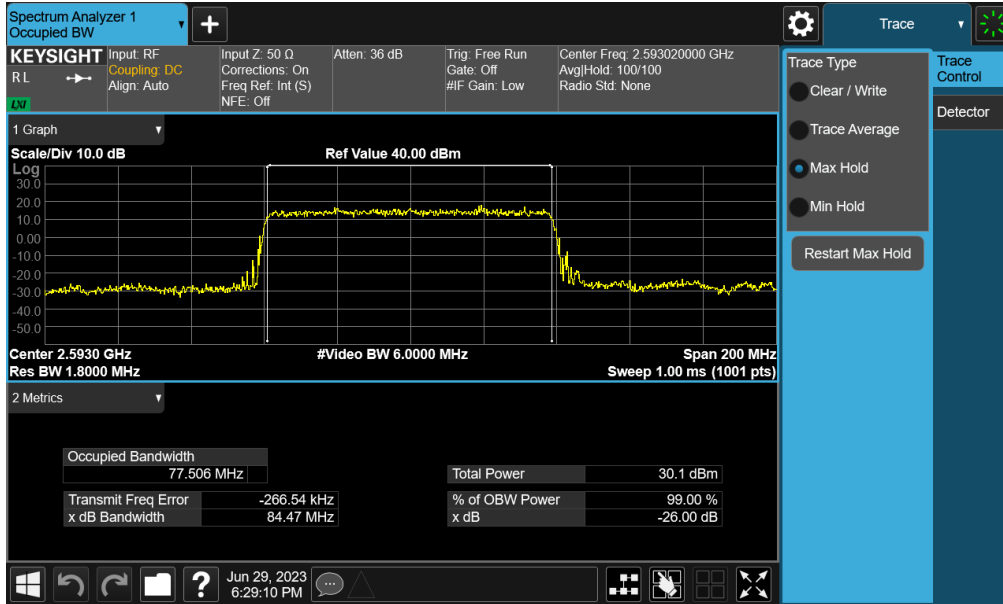 Spectrum Analyzer 1
Occupied BW
Trace
KEYSIGHT
R L
LXI
Input: RF
Coupling: DC
Align: Auto
Input Z: 50 Ω
Corrections: On
Freq Ref: Int (S)
NFE: Off
Atten: 36 dB
Trig: Free Run
Gate: Off
#IF Gain: Low
Center Freq: 2.593020000 GHz
Avg|Hold: 100/100
Radio Std: None
Trace Type
Clear / Write
Trace Average
Max Hold
Min Hold
Restart Max Hold
Trace
Control
Detector
1 Graph
Scale/Div 10.0 dB
Ref Value 40.00 dBm
Log
30.0
20.0
10.0
0.00
-10.0
-20.0
-30.0
-40.0
-50.0
Center 2.5930 GHz
#Video BW 6.0000 MHz
Span 200 MHz
Res BW 1.8000 MHz
Sweep 1.00 ms (1001 pts)
2 Metrics
Occupied Bandwidth
77.506 MHz
Total Power 30.1 dBm
Transmit Freq Error -266.54 kHz
% of OBW Power 99.00 %
x dB Bandwidth 84.47 MHz
x dB -26.00 dB
Jun 29, 2023
6:29:10 PM